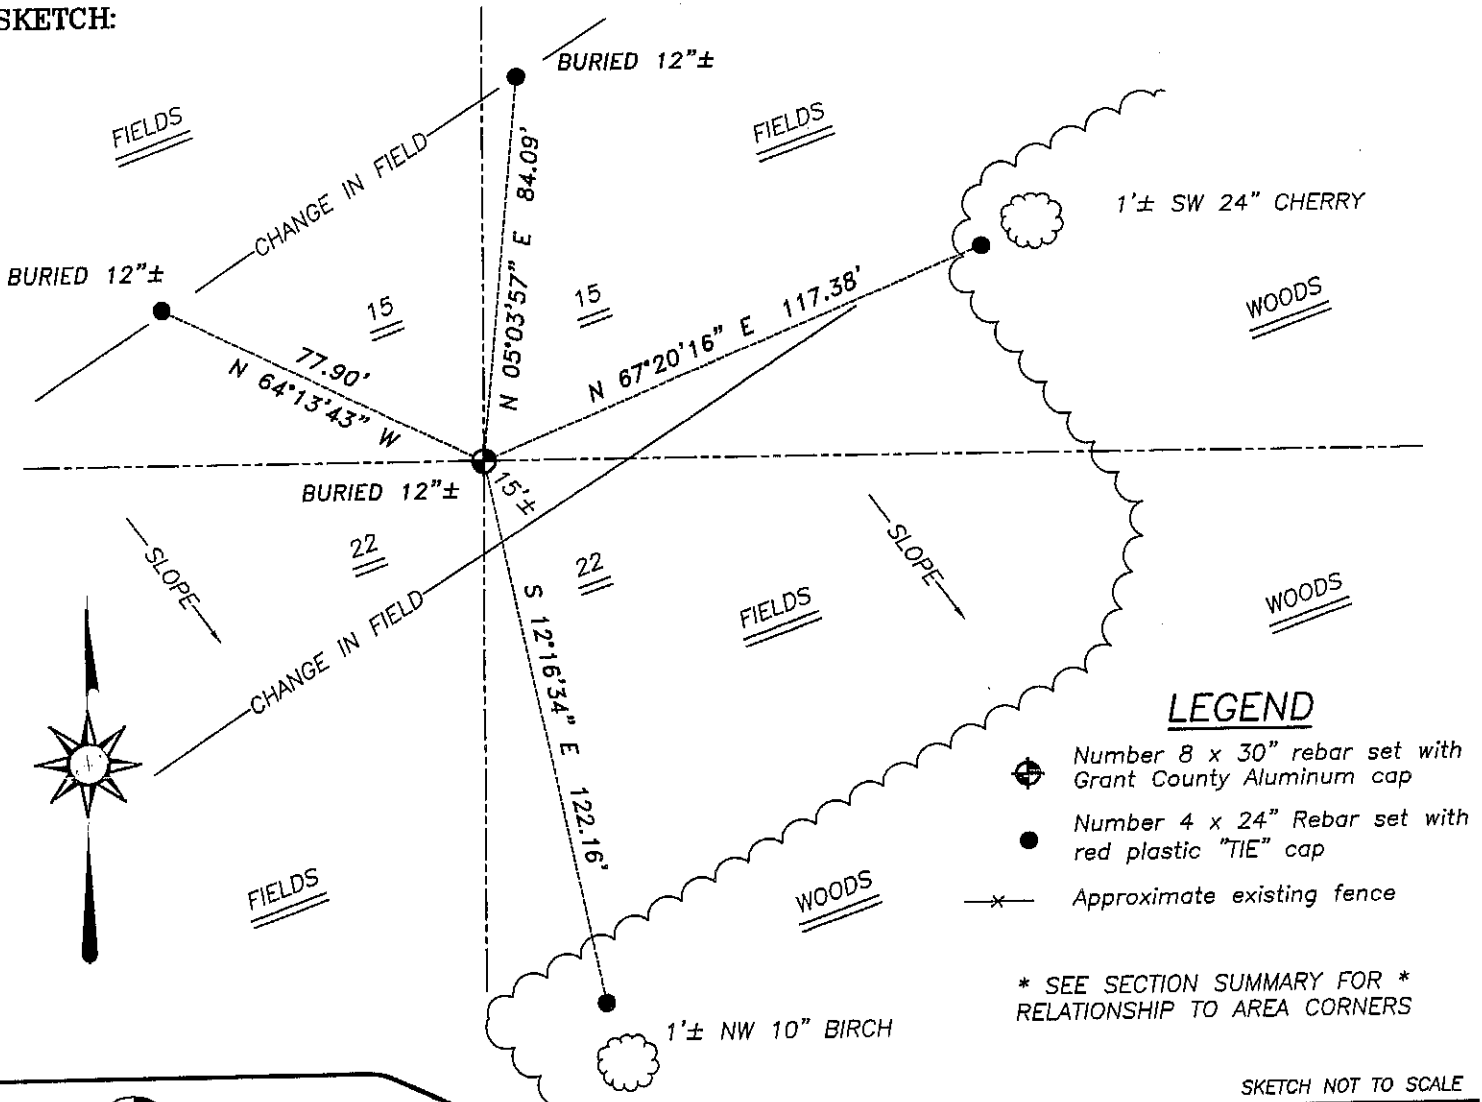 SKETCH:
BURIED 12"±
FIELDS
FIELDS
CHANGE IN FIELD
N 05°03'57" E 84.09'
1'± SW 24" CHERRY
BURIED 12"±
15
15
WOODS
77.90'
N 64°13'43" W
N 67°20'16" E 117.38'
BURIED 12"±
15'±
22
22
SLOPE
SLOPE
FIELDS
WOODS
CHANGE IN FIELD
S 12°16'34" E 122.16'
LEGEND
Number 8 x 30" rebar set with
Grant County Aluminum cap
Number 4 x 24" Rebar set with
red plastic "TIE" cap
Approximate existing fence
FIELDS
WOODS
* SEE SECTION SUMMARY FOR *
RELATIONSHIP TO AREA CORNERS
1'± NW 10" BIRCH
SKETCH NOT TO SCALE